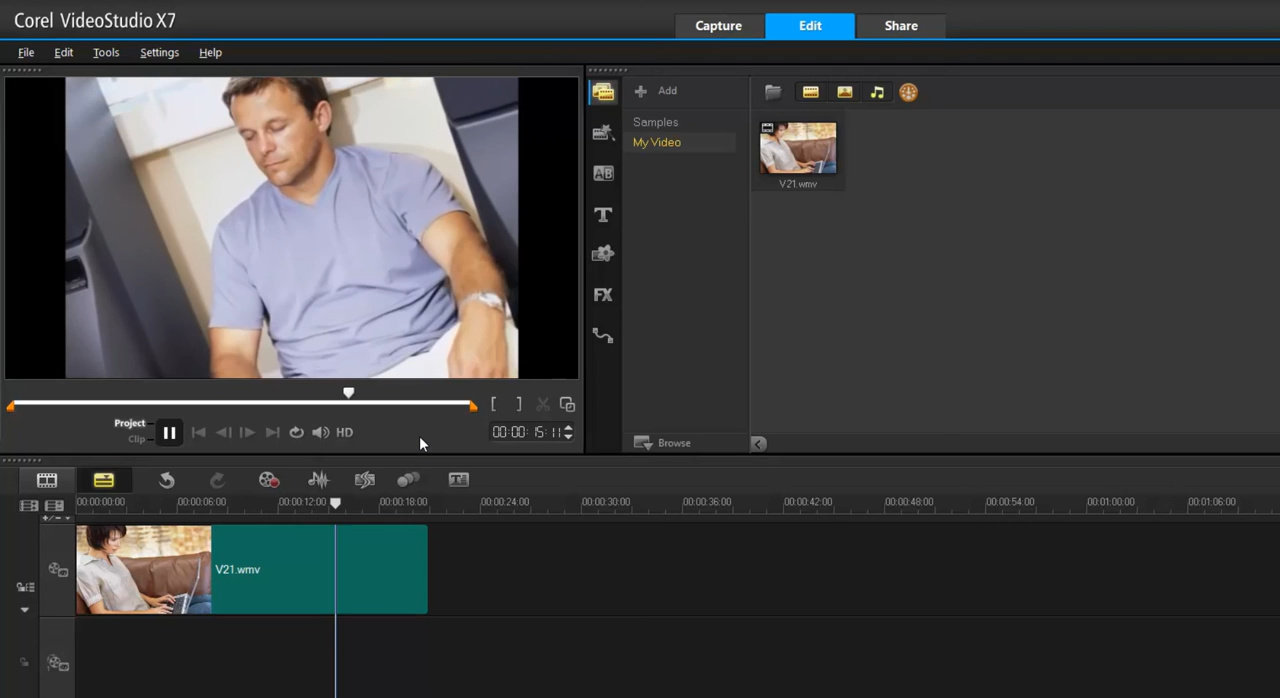 Corel VideoStudio X7
Capture Edit Share
File Edit Tools Settings Help
Add
Samples
My Video
V21.wmv
AB
T
FX
Project
Clip
HD
00:00:15:11
Browse
00:00:00:00 00:00:06:00 00:00:12:00 00:00:18:00 00:00:24:00 00:00:30:00 00:00:36:00 00:00:42:00 00:00:48:00 00:00:54:00 00:01:00:00 00:01:06:00
V21.wmv